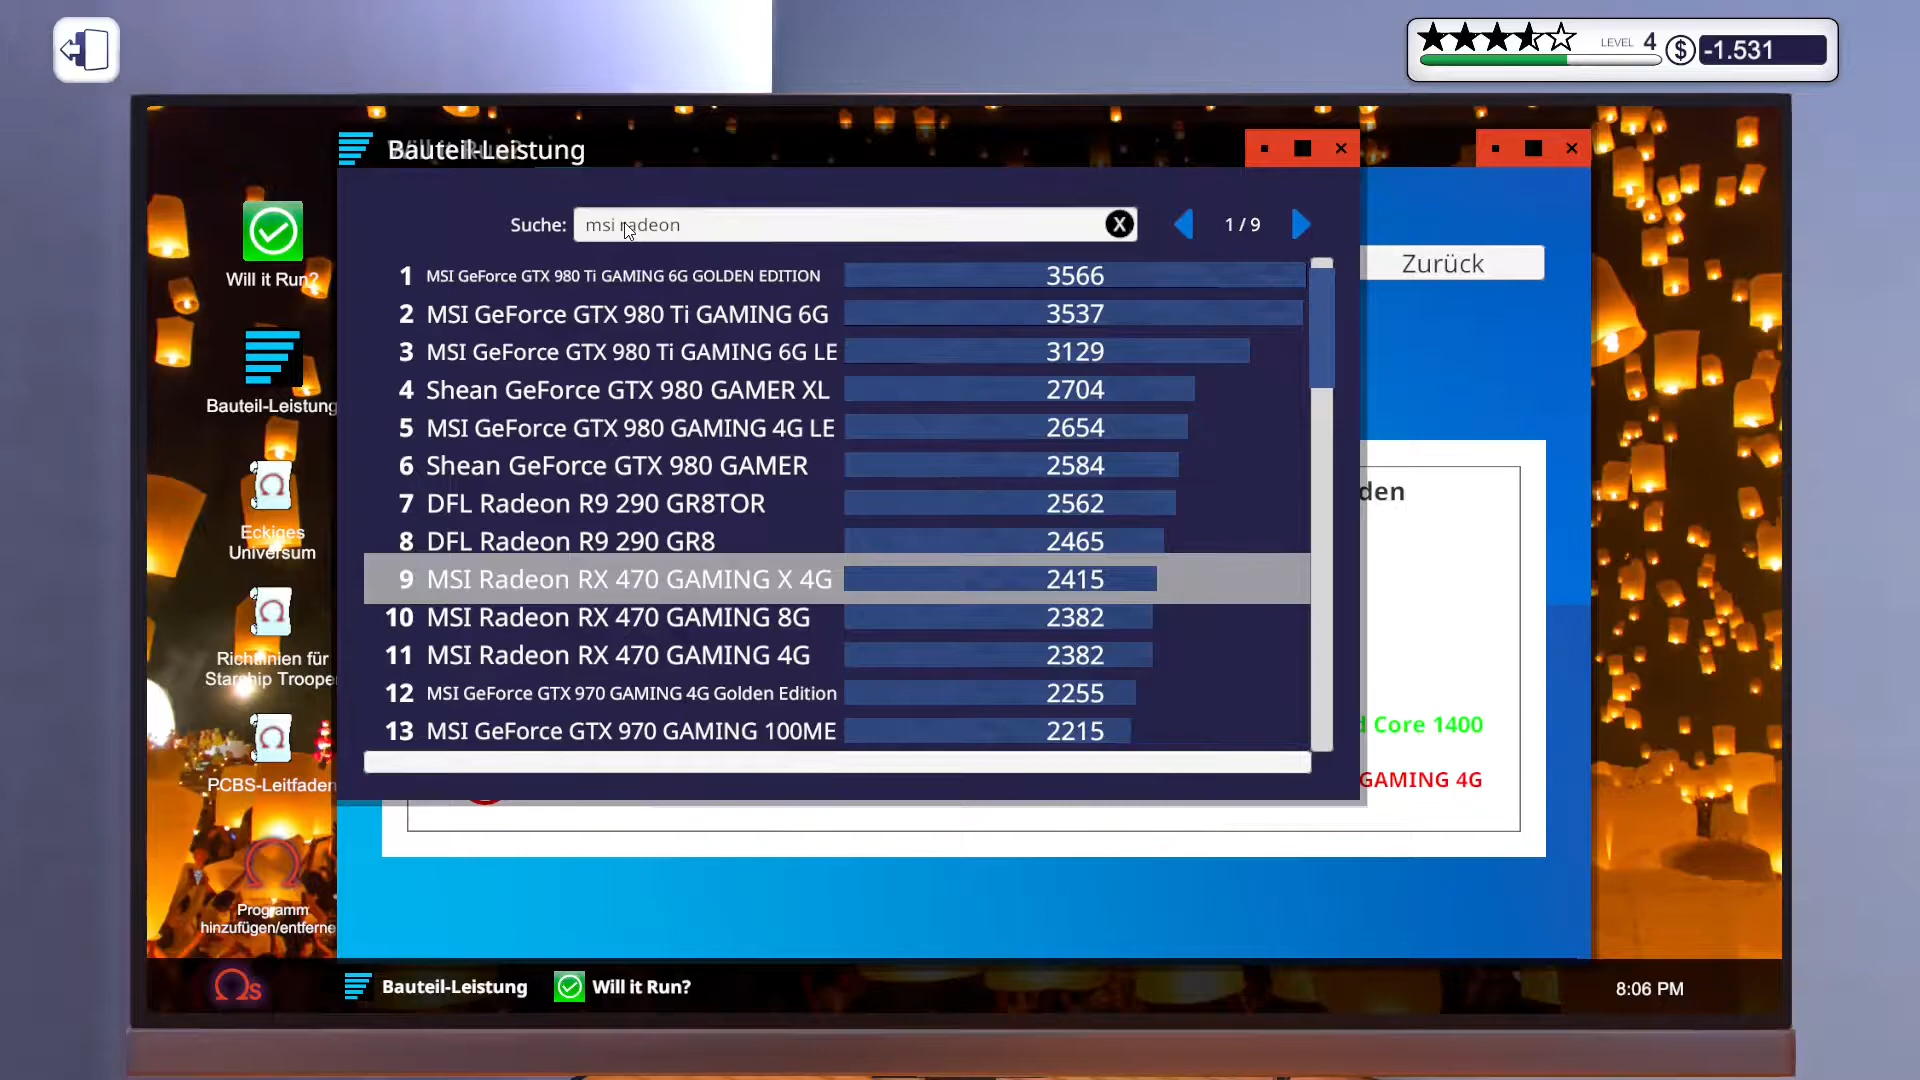 LEVEL 4 $ -1.531
Bauteil-Leistung
Suche: msi radeon X 1 / 9
Zurück
1 MSI GeForce GTX 980 Ti GAMING 6G GOLDEN EDITION 3566
2 MSI GeForce GTX 980 Ti GAMING 6G 3537
3 MSI GeForce GTX 980 Ti GAMING 6G LE 3129
4 Shean GeForce GTX 980 GAMER XL 2704
5 MSI GeForce GTX 980 GAMING 4G LE 2654
6 Shean GeForce GTX 980 GAMER 2584
7 DFL Radeon R9 290 GR8TOR 2562
8 DFL Radeon R9 290 GR8 2465
9 MSI Radeon RX 470 GAMING X 4G 2415
10 MSI Radeon RX 470 GAMING 8G 2382
11 MSI Radeon RX 470 GAMING 4G 2382
12 MSI GeForce GTX 970 GAMING 4G Golden Edition 2255
13 MSI GeForce GTX 970 GAMING 100ME 2215
den
d Core 1400
GAMING 4G
Will it Run?
Bauteil-Leistung
Eckiges
Universum
Richtlinien für
Starship Trooper
PCBS-Leitfaden
Programm
hinzufügen/entferne
Ωs Bauteil-Leistung Will it Run? 8:06 PM